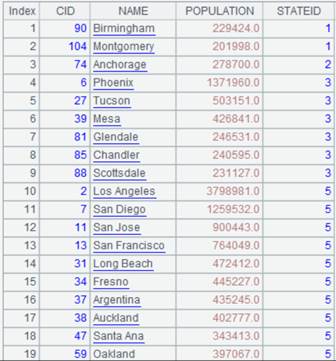 Index CID NAME POPULATION STATEID
1 90 Birmingham 229424.0 1
2 104 Montgomery 201998.0 1
3 74 Anchorage 278700.0 2
4 6 Phoenix 1371960.0 3
5 27 Tucson 503151.0 3
6 39 Mesa 426841.0 3
7 81 Glendale 246531.0 3
8 85 Chandler 240595.0 3
9 88 Scottsdale 231127.0 3
10 2 Los Angeles 3798981.0 5
11 7 San Diego 1259532.0 5
12 11 San Jose 900443.0 5
13 13 San Francisco 764049.0 5
14 31 Long Beach 472412.0 5
15 34 Fresno 445227.0 5
16 37 Argentina 435245.0 5
17 38 Auckland 402777.0 5
18 47 Santa Ana 343413.0 5
19 59 Oakland 397067.0 5